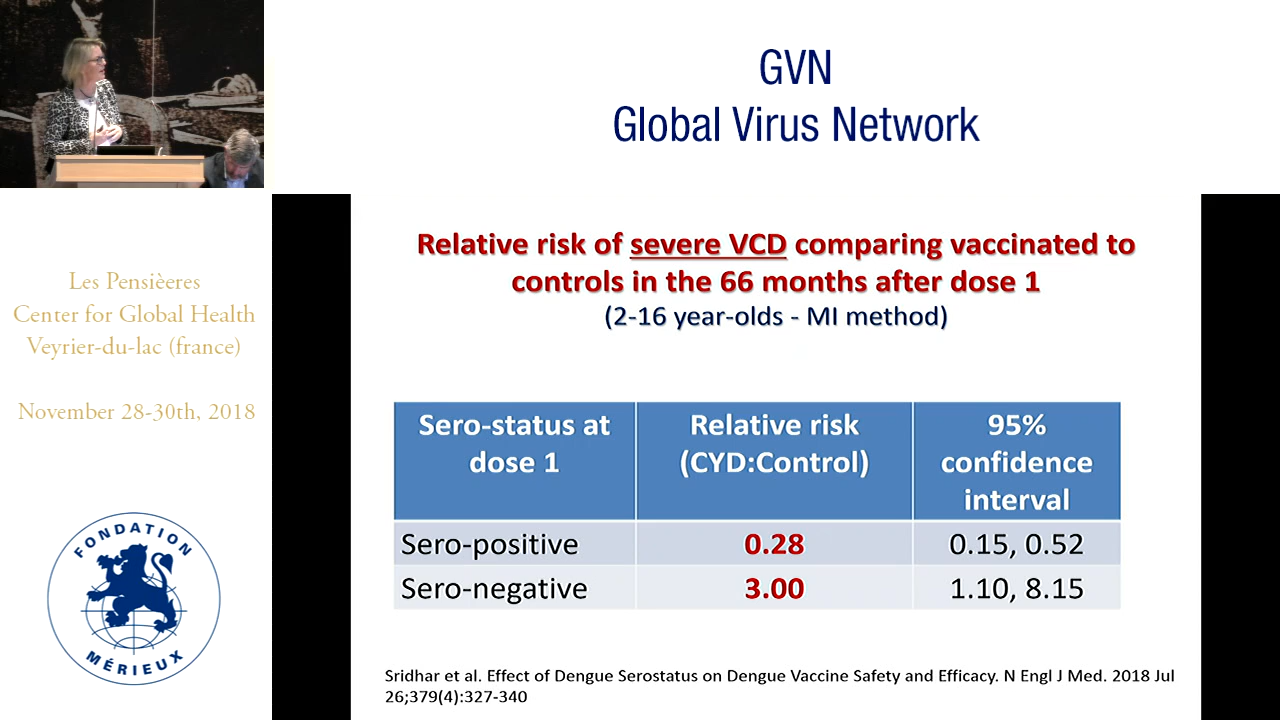 GVN
Global Virus Network
Les Pensièeres
Center for Global Health
Veyrier-du-lac (france)
November 28-30th, 2018
FONDATION
MÉRIEUX
Relative risk of severe VCD comparing vaccinated to
controls in the 66 months after dose 1
(2-16 year-olds - MI method)
Sero-status at
dose 1
Relative risk
(CYD:Control)
95%
confidence
interval
Sero-positive
0.28
0.15, 0.52
Sero-negative
3.00
1.10, 8.15
Sridhar et al. Effect of Dengue Serostatus on Dengue Vaccine Safety and Efficacy. N Engl J Med. 2018 Jul
26;379(4):327-340